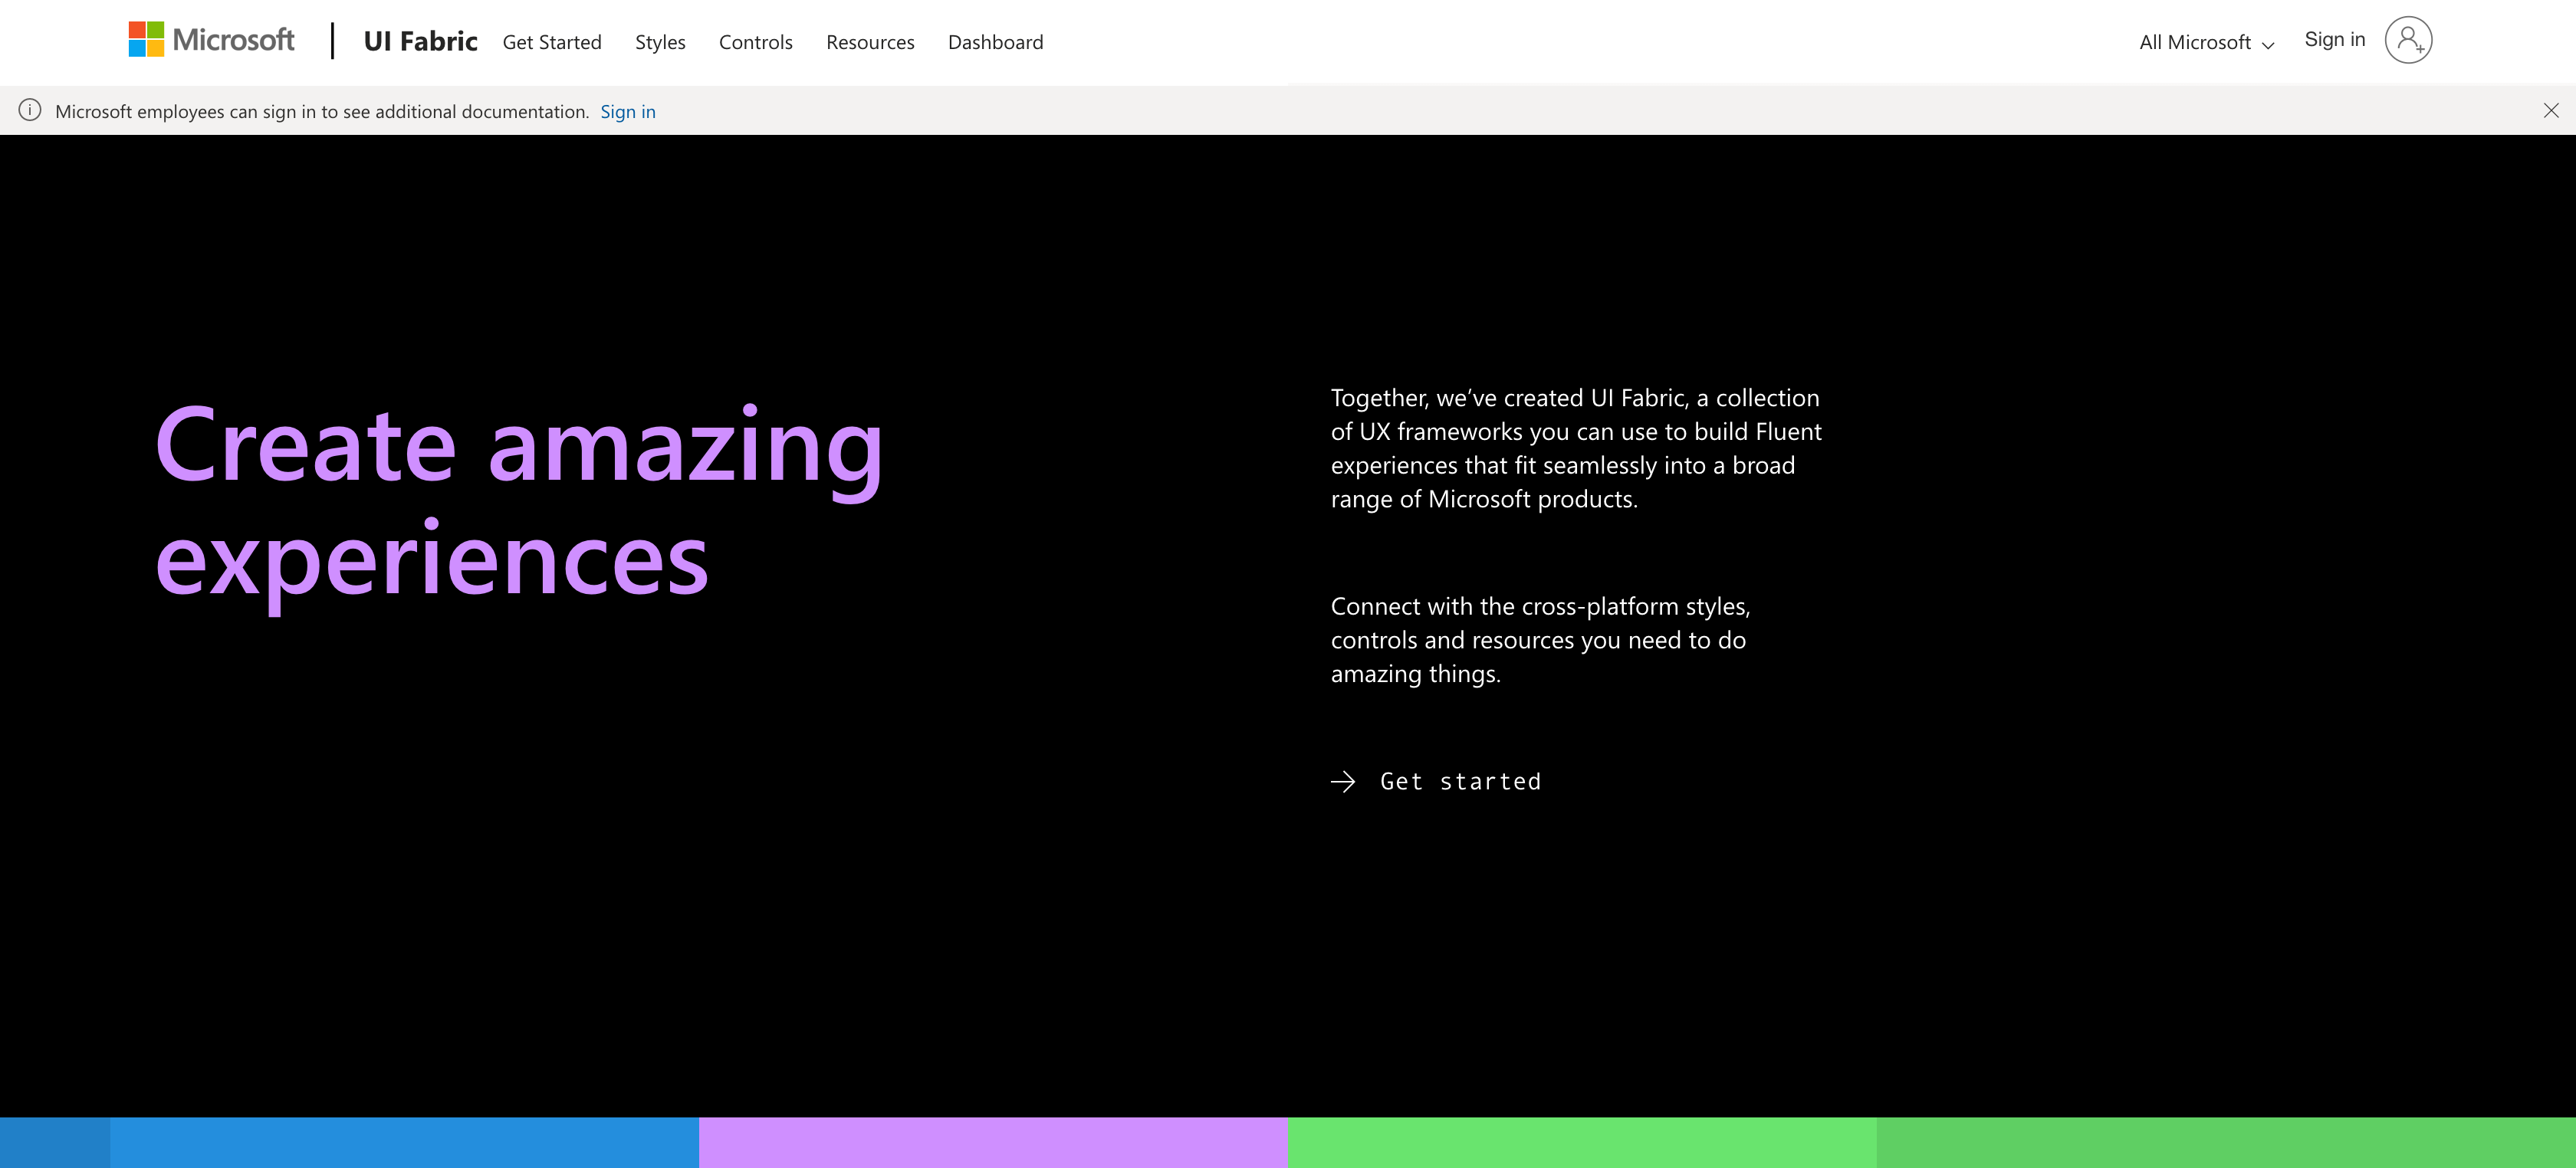 Microsoft UI Fabric Get Started Styles Controls Resources Dashboard All Microsoft Sign in
Microsoft employees can sign in to see additional documentation. Sign in
Create amazing
experiences
Together, we’ve created UI Fabric, a collection
of UX frameworks you can use to build Fluent
experiences that fit seamlessly into a broad
range of Microsoft products.
Connect with the cross-platform styles,
controls and resources you need to do
amazing things.
Get started